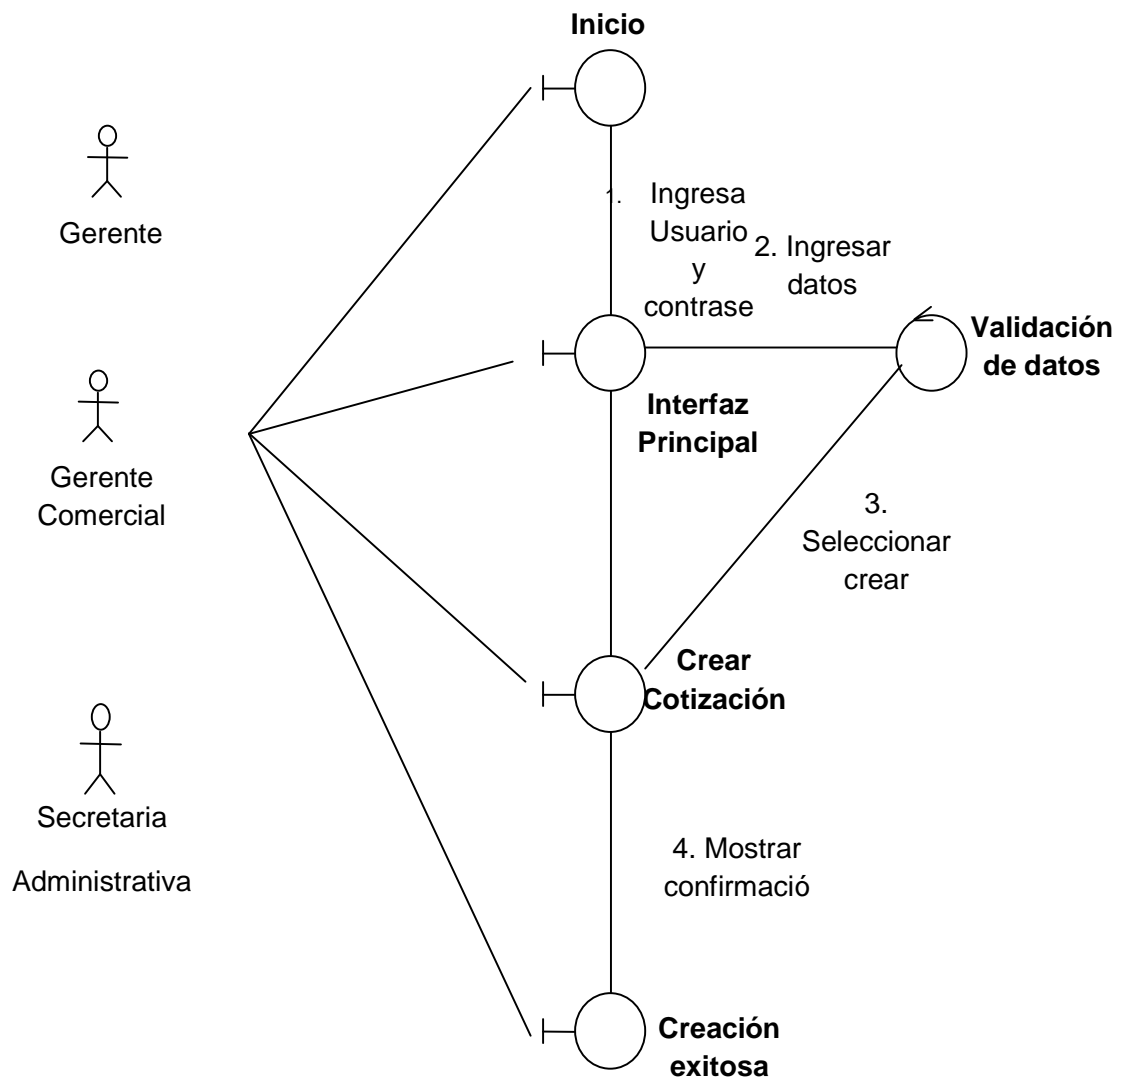 Inicio
Gerente
1. Ingresa
Usuario
y
contrase
2. Ingresar
datos
Validación
de datos
Interfaz
Principal
Gerente
Comercial
3.
Seleccionar
crear
Crear
Cotización
Secretaria
Administrativa
4. Mostrar
confirmació
Creación
exitosa